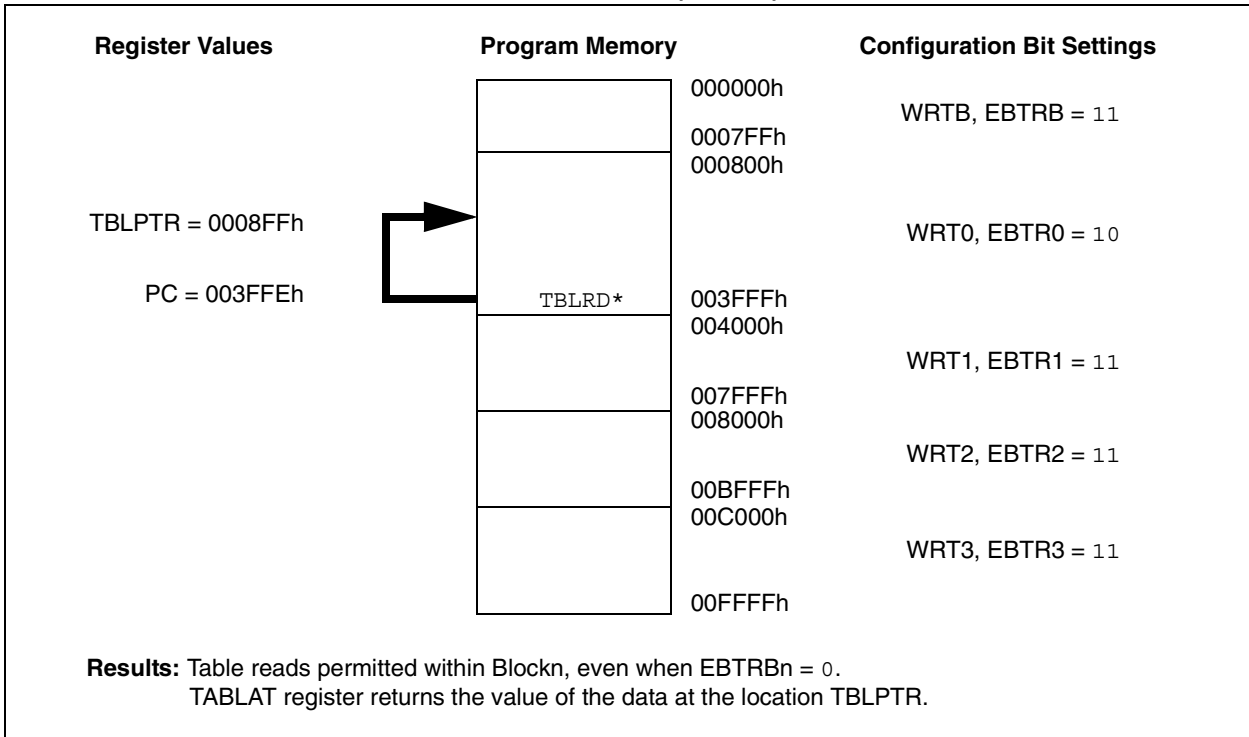 Register Values Program Memory Configuration Bit Settings
000000h
WRTB, EBTRB = 11
0007FFh
000800h
TBLPTR = 0008FFh
WRT0, EBTR0 = 10
PC = 003FFEh
TBLRD*
003FFFh
004000h
WRT1, EBTR1 = 11
007FFFh
008000h
WRT2, EBTR2 = 11
00BFFFh
00C000h
WRT3, EBTR3 = 11
00FFFFh
Results: Table reads permitted within Blockn, even when EBTRBn = 0.
TABLAT register returns the value of the data at the location TBLPTR.